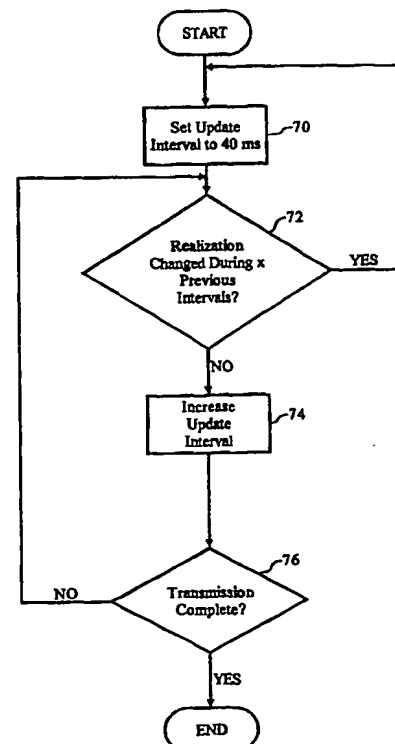 START
Set Update
Interval to 40 ms
70
72
Realization
Changed During x
Previous
Intervals?
YES
NO
Increase
Update
Interval
74
76
Transmission
Complete?
NO
YES
END